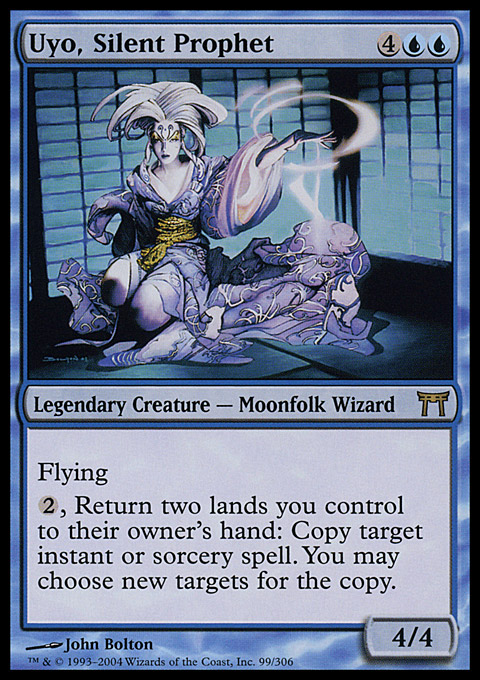 Uyo, Silent Prophet 4
Legendary Creature — Moonfolk Wizard
Flying
2, Return two lands you control
to their owner's hand: Copy target
instant or sorcery spell. You may
choose new targets for the copy.
John Bolton
4/4
™ & © 1993–2004 Wizards of the Coast, Inc. 99/306